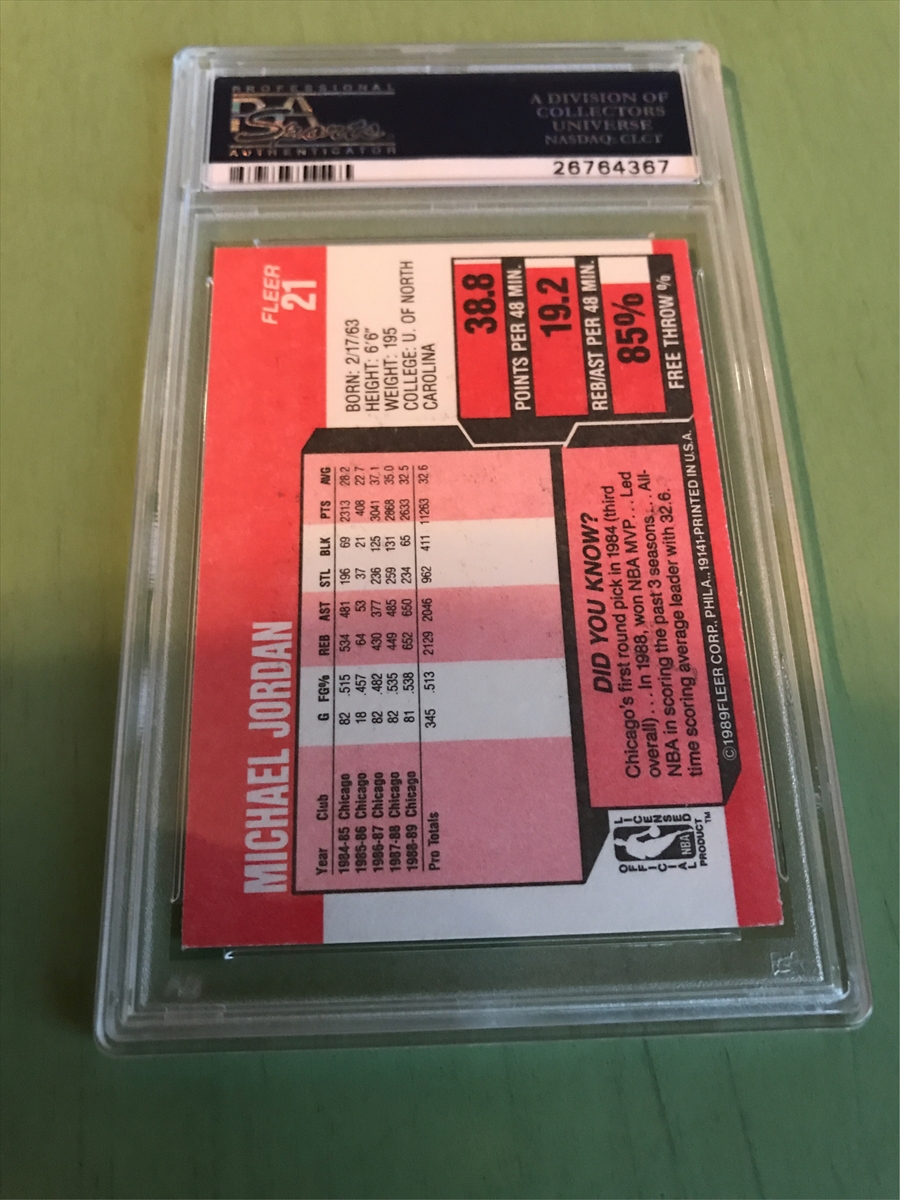 PROFESSIONAL
PSA
Sports
AUTHENTICATOR
A DIVISION OF
COLLECTORS
UNIVERSE
NASDAQ: CLCT
26764367
MICHAEL JORDAN
FLEER
21
BORN: 2/17/63
HEIGHT: 6'6"
WEIGHT: 195
COLLEGE: U. OF NORTH
CAROLINA
Year Club G FG% REB AST STL BLK PTS AVG
1984-85 Chicago 82 .515 534 481 196 69 2313 28.2
1985-86 Chicago 18 .457 64 53 37 21 408 22.7
1986-87 Chicago 82 .482 430 377 236 125 3041 37.1
1987-88 Chicago 82 .535 449 485 259 131 2868 35.0
1988-89 Chicago 81 .538 652 650 234 65 2633 32.5
Pro Totals 345 .513 2129 2046 962 411 11263 32.6
38.8
POINTS PER 48 MIN.
19.2
REB/AST PER 48 MIN.
85%
FREE THROW %
DID YOU KNOW?
Chicago's first round pick in 1984 (third
overall) . . . In 1988, won NBA MVP . . . Led
NBA in scoring the past 3 seasons . . . All-
time scoring average leader with 32.6.
OFFICIAL LICENSED
NBA
PRODUCT™
©1989 FLEER CORP., PHILA., 19141-PRINTED IN U.S.A.